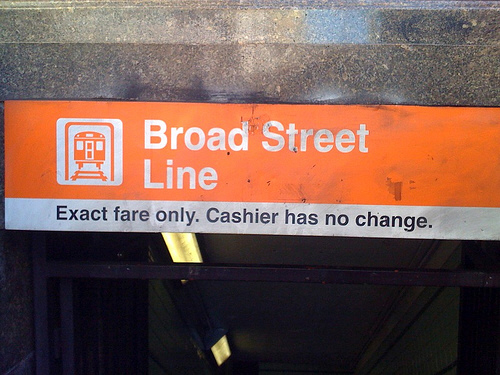 Broad Street
Line
Exact fare only. Cashier has no change.